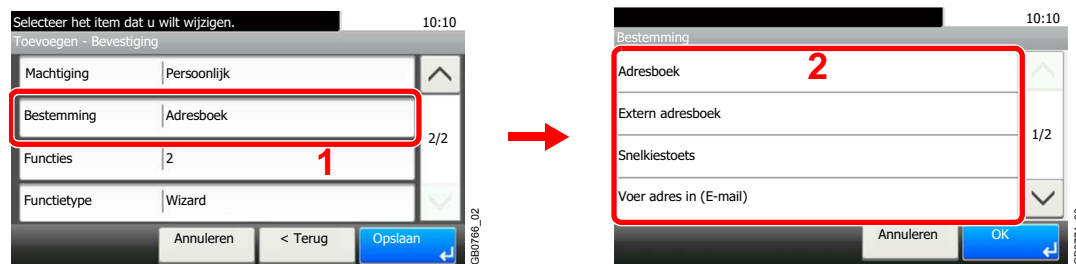 Selecteer het item dat u wilt wijzigen. 10:10
Toevoegen - Bevestiging
Machtiging Persoonlijk
Bestemming Adresboek
2/2
Functies 2
1
Functietype Wizard
Annuleren < Terug Opslaan
GB0766_02
10:10
Bestemming
Adresboek
2
Extern adresboek
1/2
Snelkiestoets
Voer adres in (E-mail)
Annuleren OK